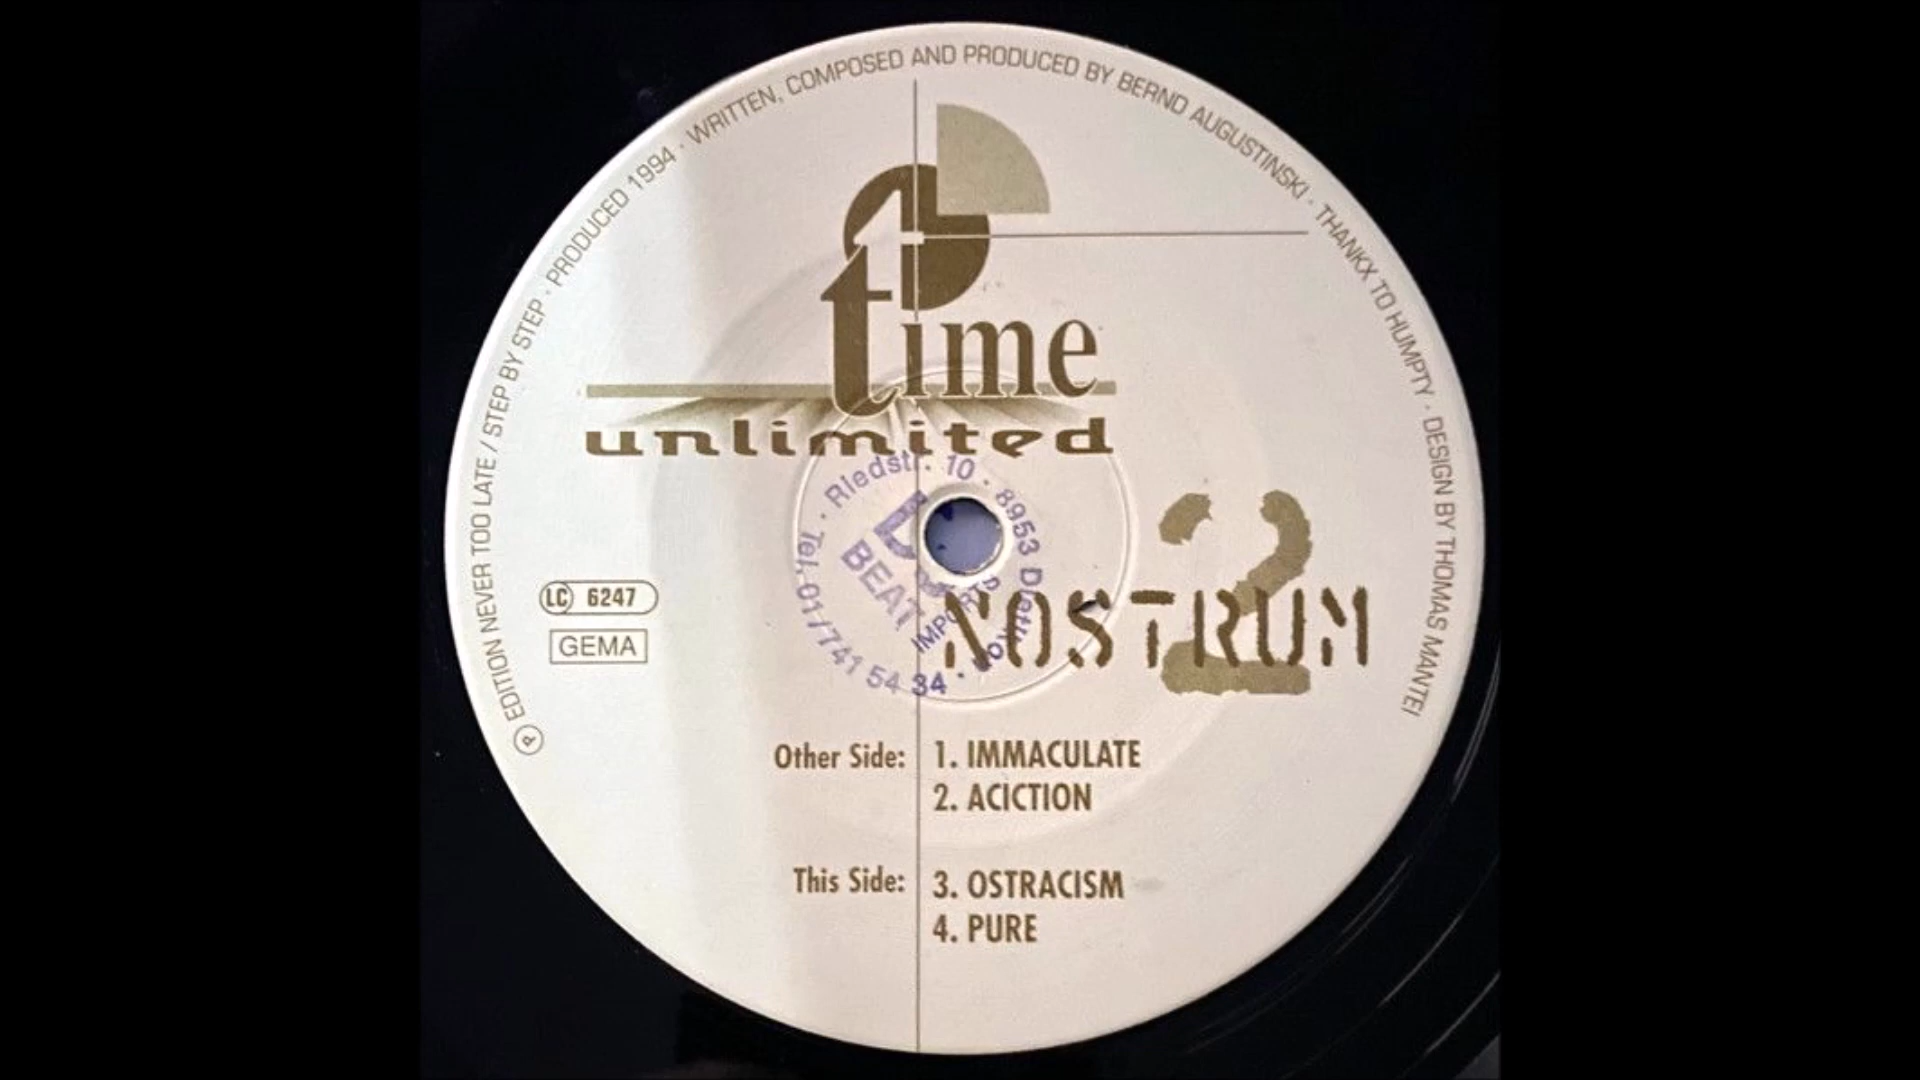 ℗ EDITION NEVER TOO LATE / STEP BY STEP · PRODUCED 1994 · WRITTEN, COMPOSED AND PRODUCED BY BERND AUGUSTINSKI · THANKX TO HUMPTY · DESIGN BY THOMAS MANTEI
time
unlimited
Riedstr. 10 · 8953
BEAT
Tel. 01/741 54 34 ·
2
NOSTRUM
LC 6247
GEMA
Other Side: 1. IMMACULATE
2. ACICTION
This Side: 3. OSTRACISM
4. PURE